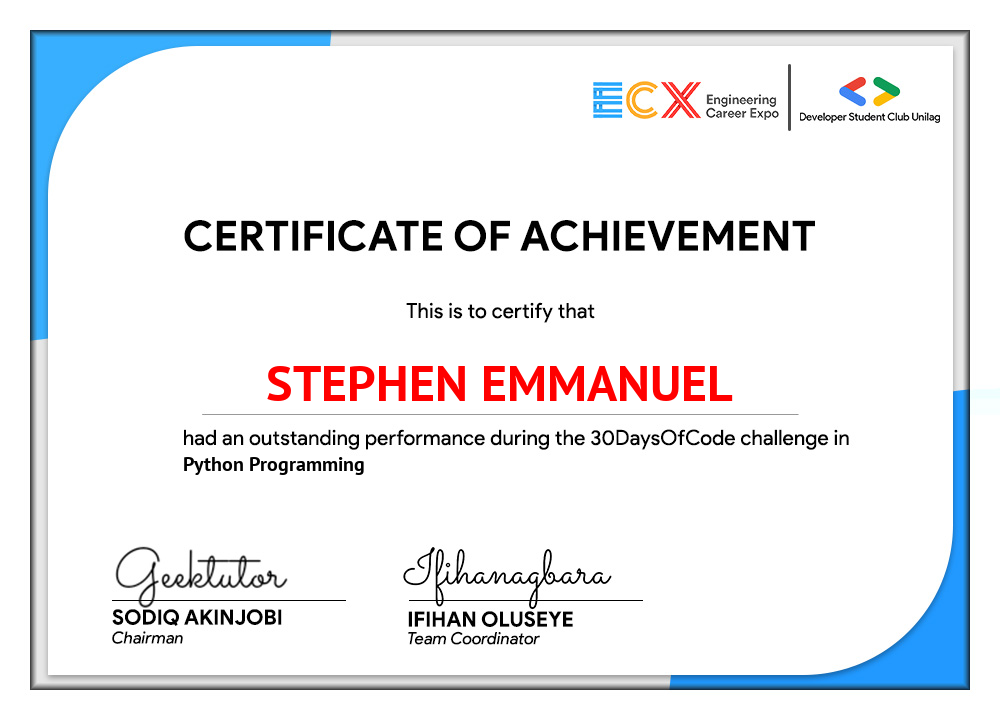 ECX Engineering
Career Expo
Developer Student Club Unilag
CERTIFICATE OF ACHIEVEMENT
This is to certify that
STEPHEN EMMANUEL
had an outstanding performance during the 30DaysOfCode challenge in
Python Programming
Geektutor
SODIQ AKINJOBI
Chairman
Ifihanagbara
IFIHAN OLUSEYE
Team Coordinator